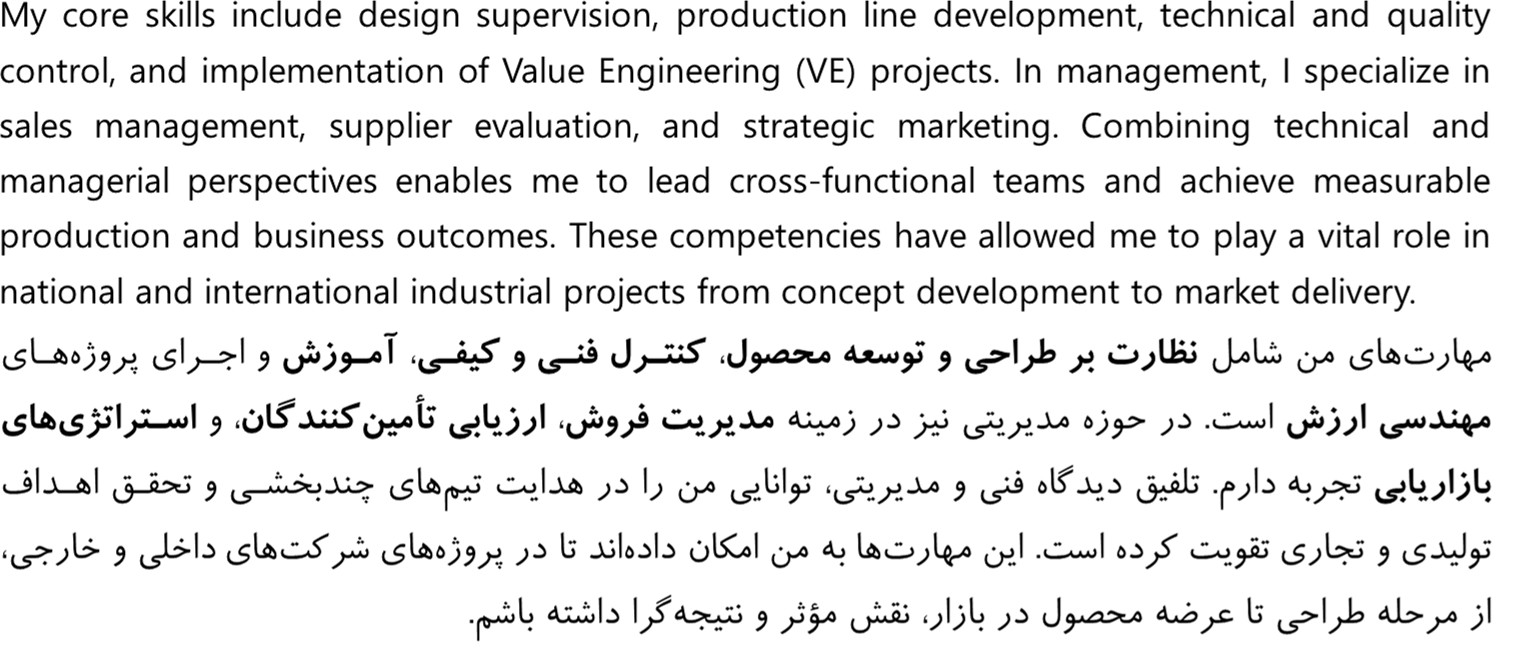 My core skills include design supervision, production line development, technical and quality
control, and implementation of Value Engineering (VE) projects. In management, I specialize in
sales management, supplier evaluation, and strategic marketing. Combining technical and
managerial perspectives enables me to lead cross-functional teams and achieve measurable
production and business outcomes. These competencies have allowed me to play a vital role in
national and international industrial projects from concept development to market delivery.
مهارت‌های من شامل نظارت بر طراحی و توسعه محصول، کنترل فنی و کیفی، آموزش و اجرای پروژه‌های
مهندسی ارزش است. در حوزه مدیریتی نیز در زمینه مدیریت فروش، ارزیابی تأمین‌کنندگان، و استراتژی‌های
بازاریابی تجربه دارم. تلفیق دیدگاه فنی و مدیریتی، توانایی من را در هدایت تیم‌های چندبخشی و تحقق اهداف
تولیدی و تجاری تقویت کرده است. این مهارت‌ها به من امکان داده‌اند تا در پروژه‌های شرکت‌های داخلی و خارجی،
از مرحله طراحی تا عرضه محصول در بازار، نقش مؤثر و نتیجه‌گرا داشته باشم.